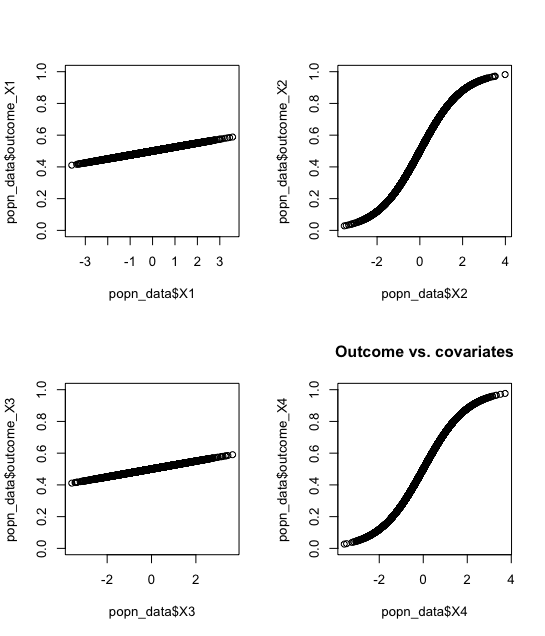 popn_data$outcome_X1
1.0
0.8
0.6
0.4
0.2
0.0
-3 -1 0 1 2 3
popn_data$X1
popn_data$outcome_X2
1.0
0.8
0.6
0.4
0.2
0.0
-2 0 2 4
popn_data$X2
popn_data$outcome_X3
1.0
0.8
0.6
0.4
0.2
0.0
-2 0 2
popn_data$X3
Outcome vs. covariates
popn_data$outcome_X4
1.0
0.8
0.6
0.4
0.2
0.0
-2 0 2 4
popn_data$X4